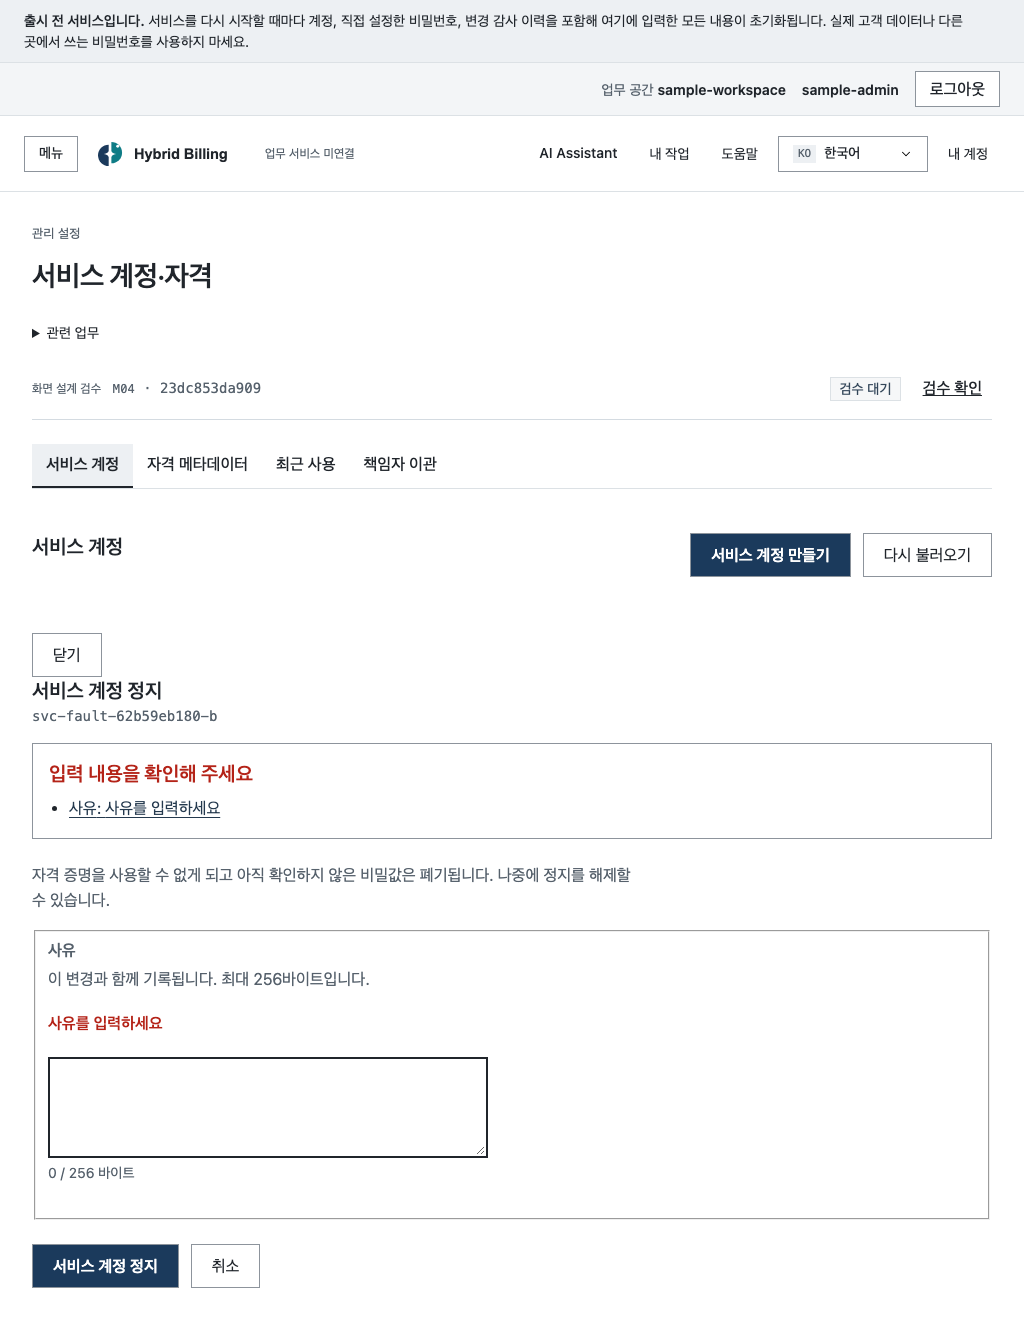 출시 전 서비스입니다. 서비스를 다시 시작할 때마다 계정, 직접 설정한 비밀번호, 변경 감사 이력을 포함해 여기에 입력한 모든 내용이 초기화됩니다. 실제 고객 데이터나 다른
곳에서 쓰는 비밀번호를 사용하지 마세요.
업무 공간 sample-workspace sample-admin 로그아웃
메뉴 Hybrid Billing 업무 서비스 미연결 AI Assistant 내 작업 도움말 KO 한국어 내 계정
관리 설정
서비스 계정·자격
▶ 관련 업무
화면 설계 검수 M04 · 23dc853da909 검수 대기 검수 확인
서비스 계정 자격 메타데이터 최근 사용 책임자 이관
서비스 계정 서비스 계정 만들기 다시 불러오기
닫기
서비스 계정 정지
svc-fault-62b59eb180-b
입력 내용을 확인해 주세요
• 사유: 사유를 입력하세요
자격 증명을 사용할 수 없게 되고 아직 확인하지 않은 비밀값은 폐기됩니다. 나중에 정지를 해제할
수 있습니다.
사유
이 변경과 함께 기록됩니다. 최대 256바이트입니다.
사유를 입력하세요
0 / 256 바이트
서비스 계정 정지 취소